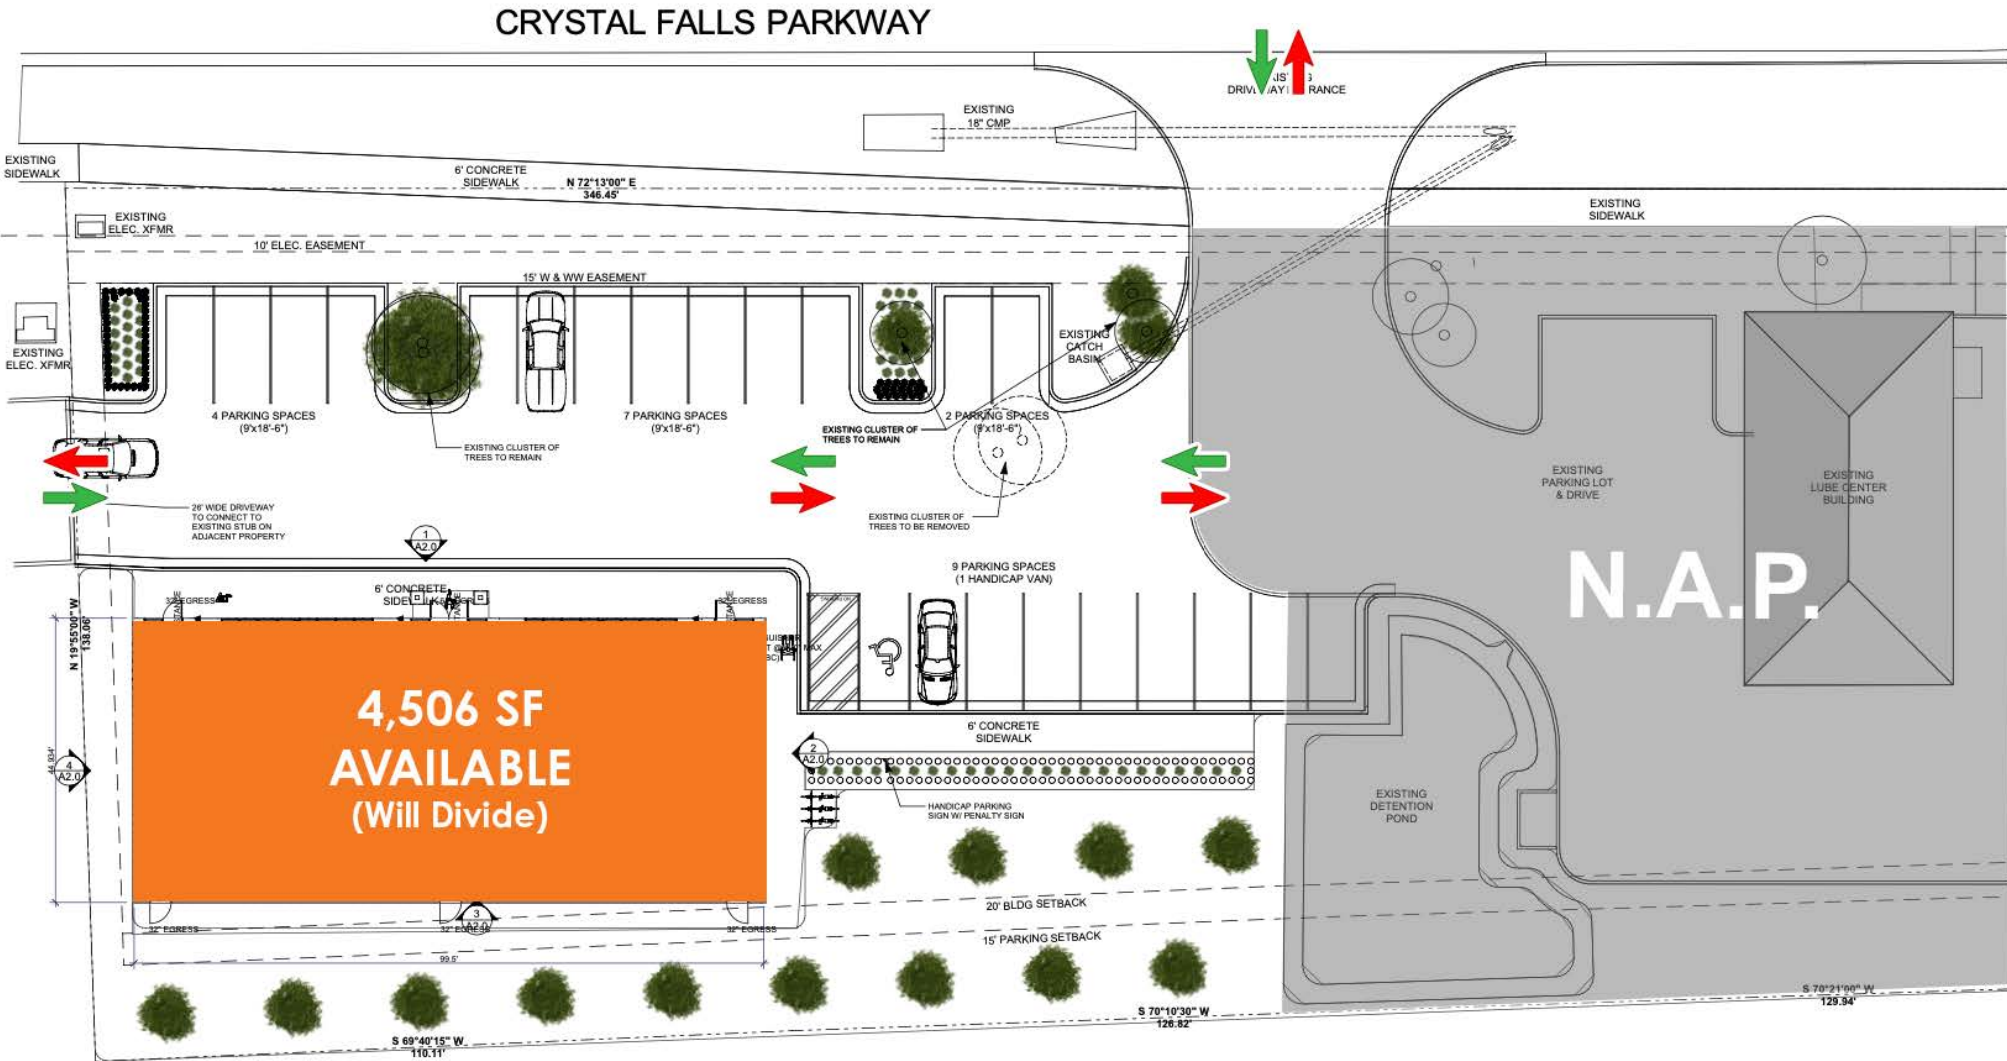 CRYSTAL FALLS PARKWAY
DRIVEWAY
RANCE
EXISTING
18" CMP
EXISTING
SIDEWALK
6' CONCRETE
SIDEWALK
N 72°13'00" E
346.45'
EXISTING
SIDEWALK
EXISTING
ELEC. XFMR
10' ELEC. EASEMENT
15' W & WW EASEMENT
EXISTING
ELEC. XFMR
EXISTING
CATCH
BASIN
4 PARKING SPACES
(9'x18'-6")
7 PARKING SPACES
(9'x18'-6")
2 PARKING SPACES
(9'x18'-6")
EXISTING CLUSTER OF
TREES TO REMAIN
EXISTING CLUSTER OF
TREES TO REMAIN
EXISTING
PARKING LOT
& DRIVE
EXISTING
LUBE CENTER
BUILDING
26' WIDE DRIVEWAY
TO CONNECT TO
EXISTING STUB ON
ADJACENT PROPERTY
EXISTING CLUSTER OF
TREES TO BE REMOVED
1
A2.0
9 PARKING SPACES
(1 HANDICAP VAN)
N.A.P.
6' CONCRETE
32" EGRESS
N 19°55'00" W
138.06'
4,506 SF
AVAILABLE
(Will Divide)
44.934'
4
A2.0
2
A2.0
6' CONCRETE
SIDEWALK
HANDICAP PARKING
SIGN W/ PENALTY SIGN
EXISTING
DETENTION
POND
20' BLDG SETBACK
15' PARKING SETBACK
32" EGRESS
3
A2.0
32" EGRESS
32" EGRESS
99.5'
S 69°40'15" W
110.11'
S 70°10'30" W
126.82'
S 70°21'00" W
129.94'